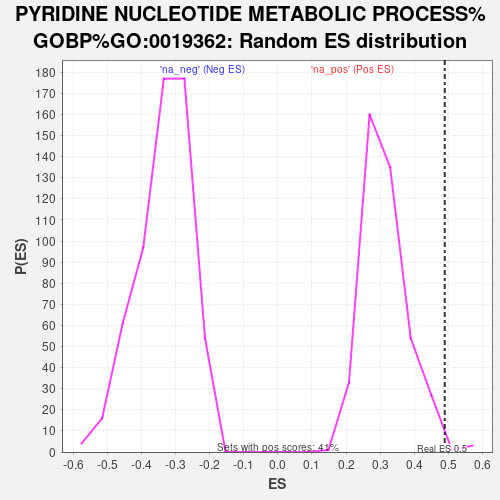 PYRIDINE NUCLEOTIDE METABOLIC PROCESS%
GOBP%GO:0019362: Random ES distribution
'na_neg' (Neg ES)
'na_pos' (Pos ES)
P(ES)
180
170
160
150
140
130
120
110
100
90
80
70
60
50
40
30
20
10
0
Sets with pos scores: 41%
Real ES 0.5
-0.6 -0.5 -0.4 -0.3 -0.2 -0.1 0.0 0.1 0.2 0.3 0.4 0.5 0.6
ES